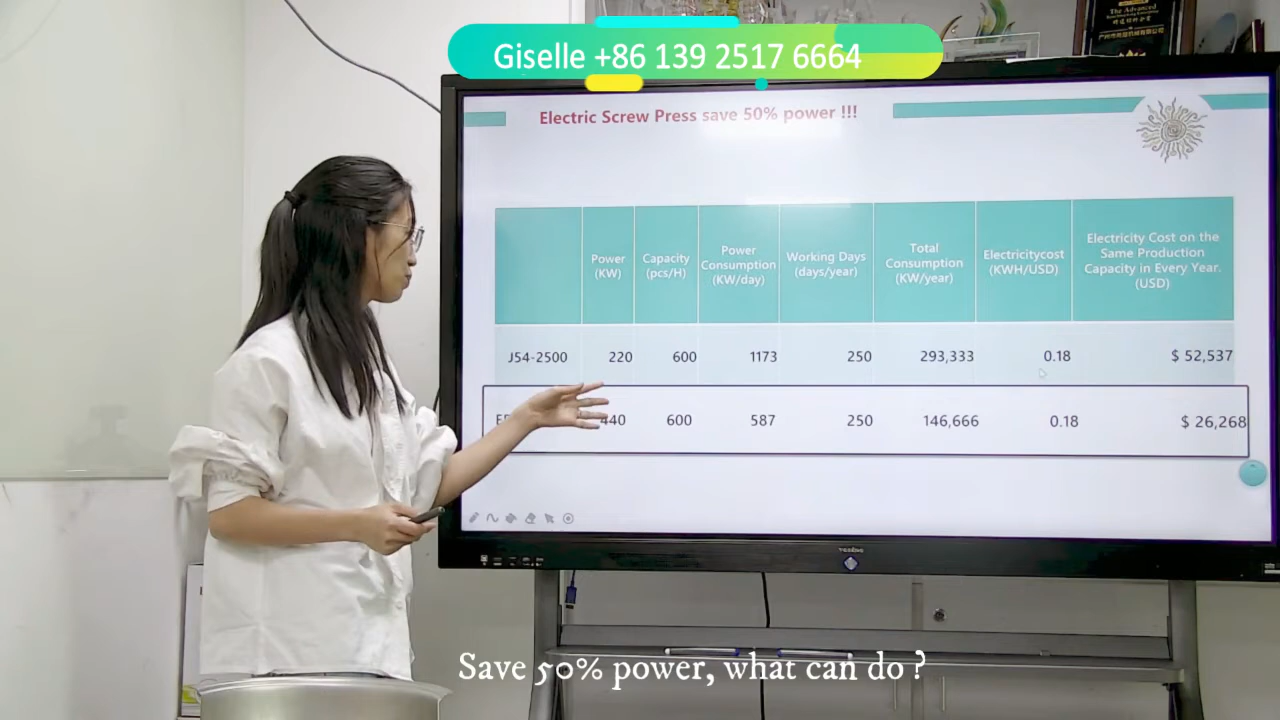 The Advanced
Giselle +86 139 2517 6664
Electric Screw Press save 50% power !!!
Power
(KW)
Capacity
(pcs/H)
Power
Consumption
(KW/day)
Working Days
(days/year)
Total
Consumption
(KW/year)
Electricitycost
(KWH/USD)
Electricity Cost on the
Same Production
Capacity in Every Year.
(USD)
J54-2500 220 600 1173 250 293,333 0.18 $ 52,537
440 600 587 250 146,666 0.18 $ 26,268
Save 50% power, what can do ?